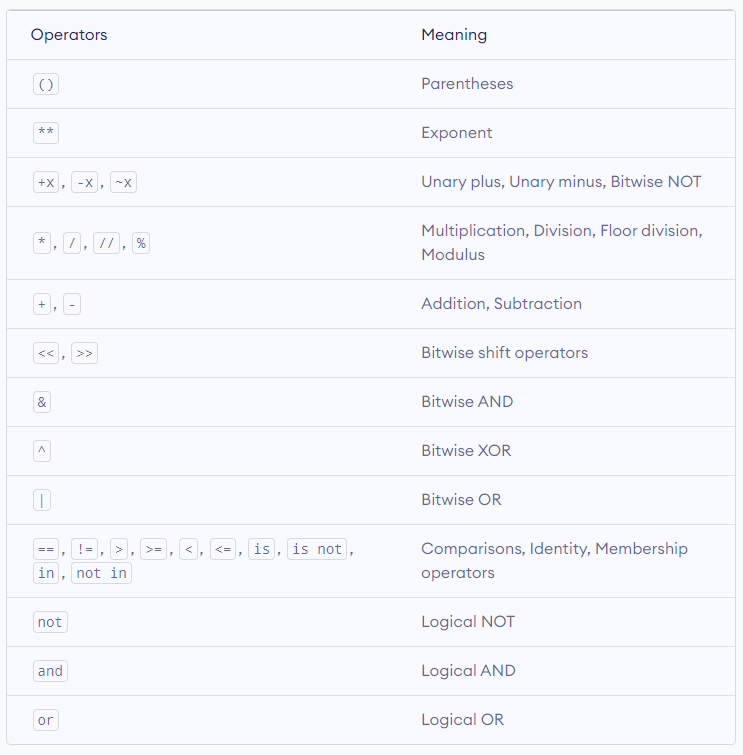 Operators Meaning
() Parentheses
** Exponent
+x, -x, ~x Unary plus, Unary minus, Bitwise NOT
*, /, //, % Multiplication, Division, Floor division,
Modulus
+, - Addition, Subtraction
<<, >> Bitwise shift operators
& Bitwise AND
^ Bitwise XOR
| Bitwise OR
==, !=, >, >=, <, <=, is, is not, Comparisons, Identity, Membership
in, not in operators
not Logical NOT
and Logical AND
or Logical OR